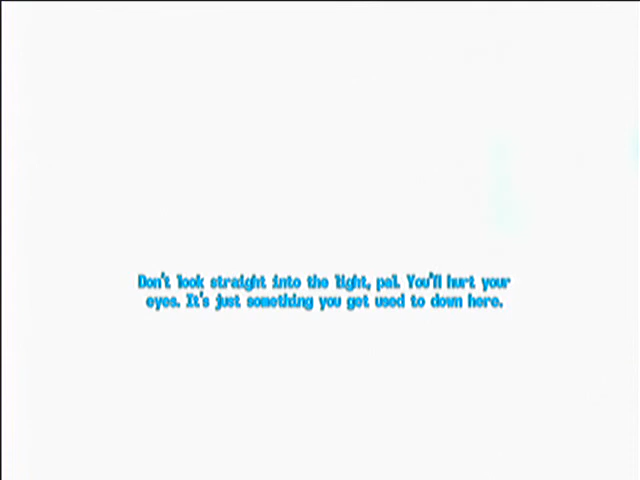 Don't look straight into the light, pal. You'll hurt your
eyes. It's just something you get used to down here.